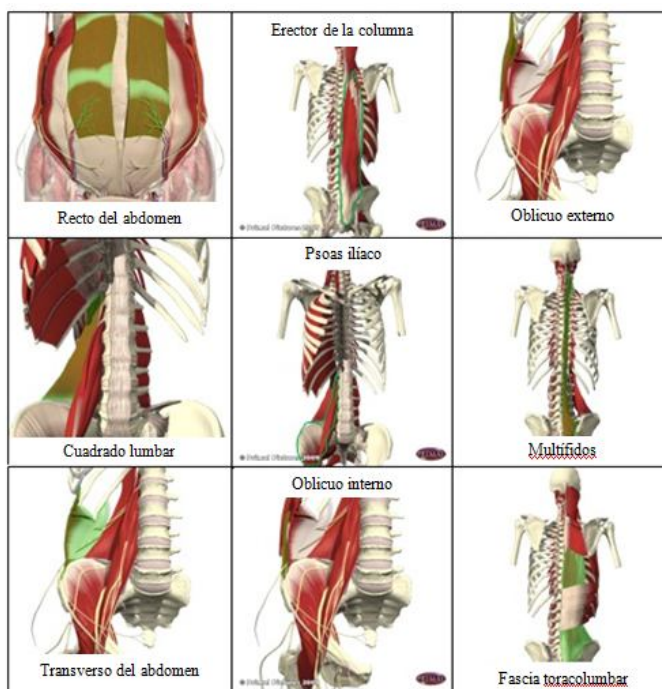 Erector de la columna
Recto del abdomen
Oblicuo externo
Psoas ilíaco
Cuadrado lumbar
Multífidos
Oblicuo interno
Transverso del abdomen
Fascia toracolumbar